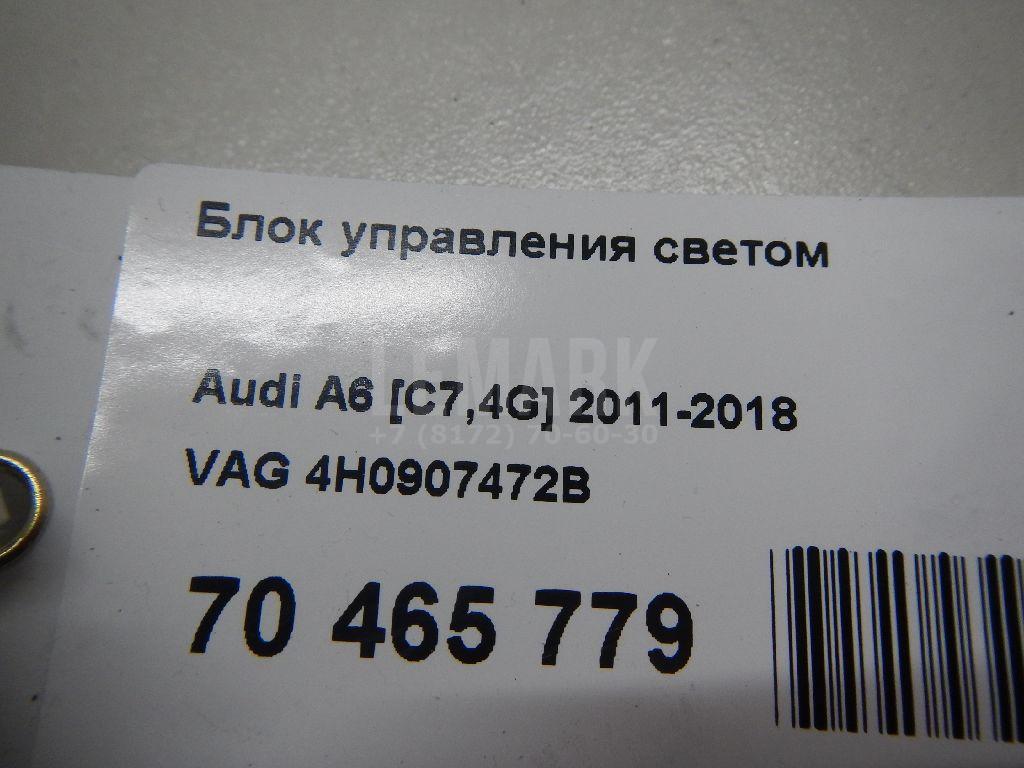 Блок управления светом
LEMARK
Audi A6 [C7,4G] 2011-2018
+7 (8172) 70-60-30
VAG 4H0907472B
70 465 779